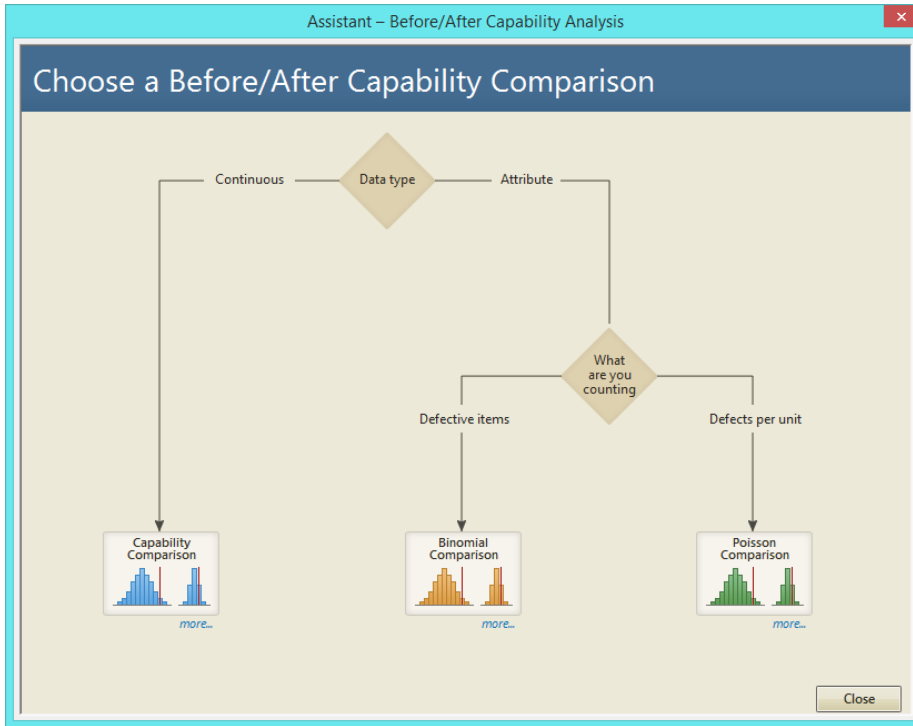 Assistant – Before/After Capability Analysis
Choose a Before/After Capability Comparison
Continuous
Data type
Attribute
What
are you
counting
Defective items
Defects per unit
Capability
Comparison
more...
Binomial
Comparison
more...
Poisson
Comparison
more...
Close